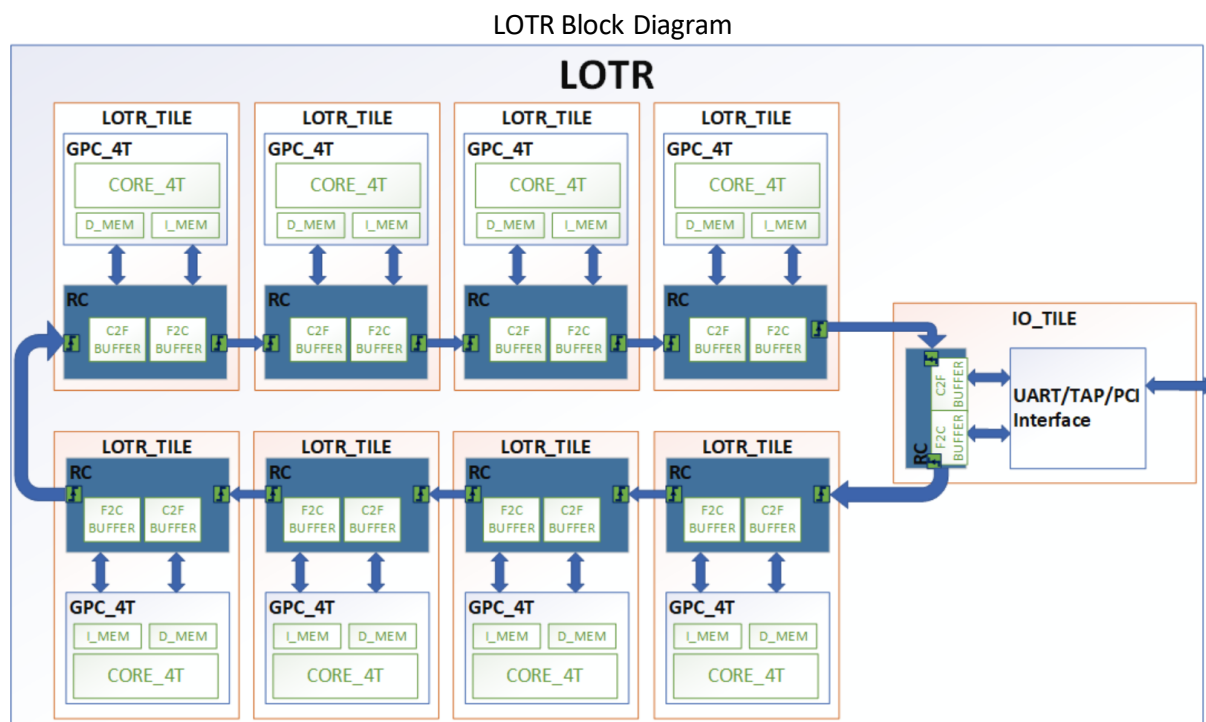 LOTR Block Diagram
LOTR
LOTR_TILE
GPC_4T
CORE_4T
D_MEM I_MEM
RC
C2F
BUFFER
F2C
BUFFER
LOTR_TILE
GPC_4T
CORE_4T
D_MEM I_MEM
RC
C2F
BUFFER
F2C
BUFFER
LOTR_TILE
GPC_4T
CORE_4T
D_MEM I_MEM
RC
C2F
BUFFER
F2C
BUFFER
LOTR_TILE
GPC_4T
CORE_4T
D_MEM I_MEM
RC
C2F
BUFFER
F2C
BUFFER
IO_TILE
RC
C2F
BUFFER
F2C
BUFFER
UART/TAP/PCI
Interface
LOTR_TILE
RC
F2C
BUFFER
C2F
BUFFER
GPC_4T
I_MEM D_MEM
CORE_4T
LOTR_TILE
RC
F2C
BUFFER
C2F
BUFFER
GPC_4T
I_MEM D_MEM
CORE_4T
LOTR_TILE
RC
F2C
BUFFER
C2F
BUFFER
GPC_4T
I_MEM D_MEM
CORE_4T
LOTR_TILE
RC
F2C
BUFFER
C2F
BUFFER
GPC_4T
I_MEM D_MEM
CORE_4T